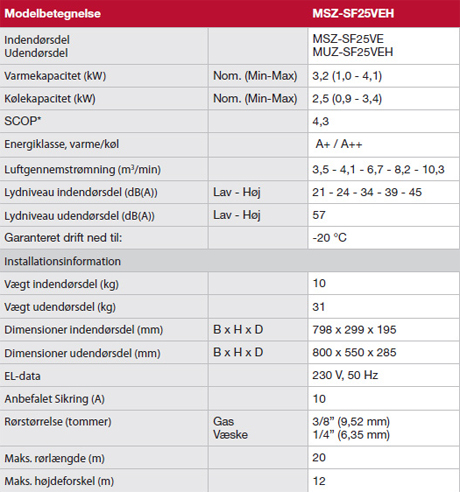 Modelbetegnelse MSZ-SF25VEH
Indendørsdel MSZ-SF25VE
Udendørsdel MUZ-SF25VEH
Varmekapacitet (kW) Nom. (Min-Max) 3,2 (1,0 - 4,1)
Kølekapacitet (kW) Nom. (Min-Max) 2,5 (0,9 - 3,4)
SCOP* 4,3
Energiklasse, varme/køl A+ / A++
Luftgennemstrømning (m³/min) 3,5 - 4,1 - 6,7 - 8,2 - 10,3
Lydniveau indendørsdel (dB(A)) Lav - Høj 21 - 24 - 34 - 39 - 45
Lydniveau udendørsdel (dB(A)) Lav - Høj 57
Garanteret drift ned til: -20 °C
Installationsinformation
Vægt indendørsdel (kg) 10
Vægt udendørsdel (kg) 31
Dimensioner indendørsdel (mm) B x H x D 798 x 299 x 195
Dimensioner udendørsdel (mm) B x H x D 800 x 550 x 285
EL-data 230 V, 50 Hz
Anbefalet Sikring (A) 10
Rørstørrelse (tommer) Gas 3/8” (9,52 mm)
Væske 1/4” (6,35 mm)
Maks. rørlængde (m) 20
Maks. højdeforskel (m) 12